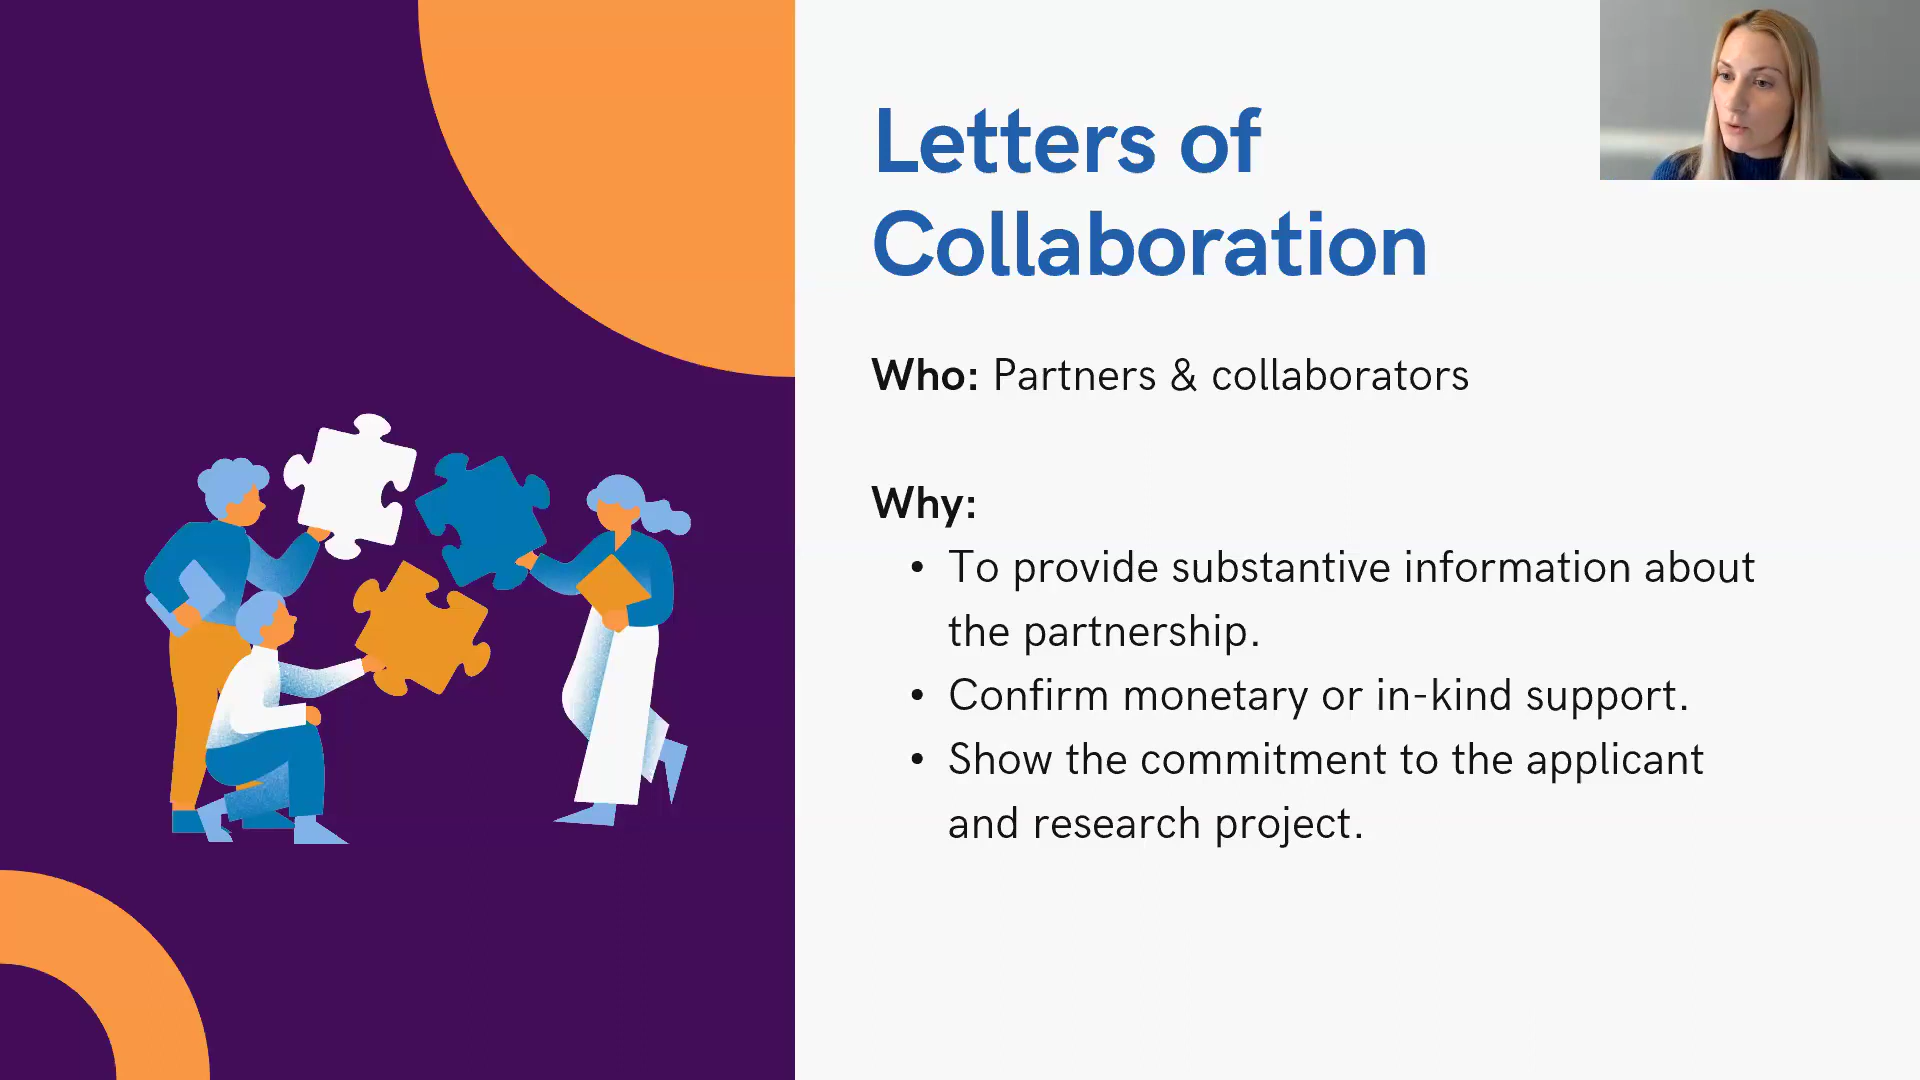 Letters of
Collaboration
Who: Partners & collaborators
Why:
• To provide substantive information about
the partnership.
• Confirm monetary or in-kind support.
• Show the commitment to the applicant
and research project.